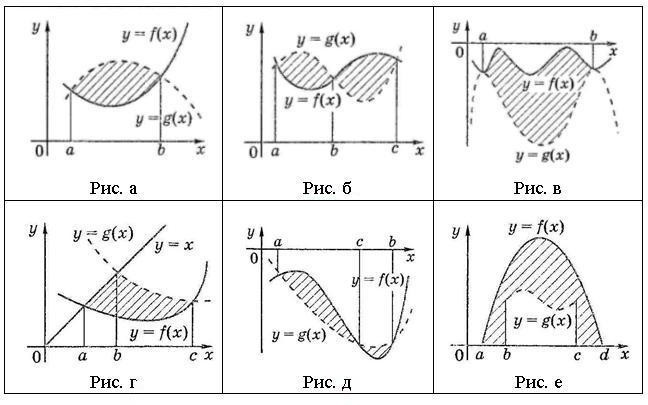 y
y = f(x)
y = g(x)
0
a
b
x
Рис. а
y
y = g(x)
y = f(x)
0
a
b
c
x
Рис. б
y
a
b
0
x
y = f(x)
y = g(x)
Рис. в
y
y = g(x)
y = x
y = f(x)
0
a
b
c
x
Рис. г
y
a
c
b
0
x
y = f(x)
y = g(x)
Рис. д
y
y = f(x)
y = g(x)
0
a
b
c
d
x
Рис. е